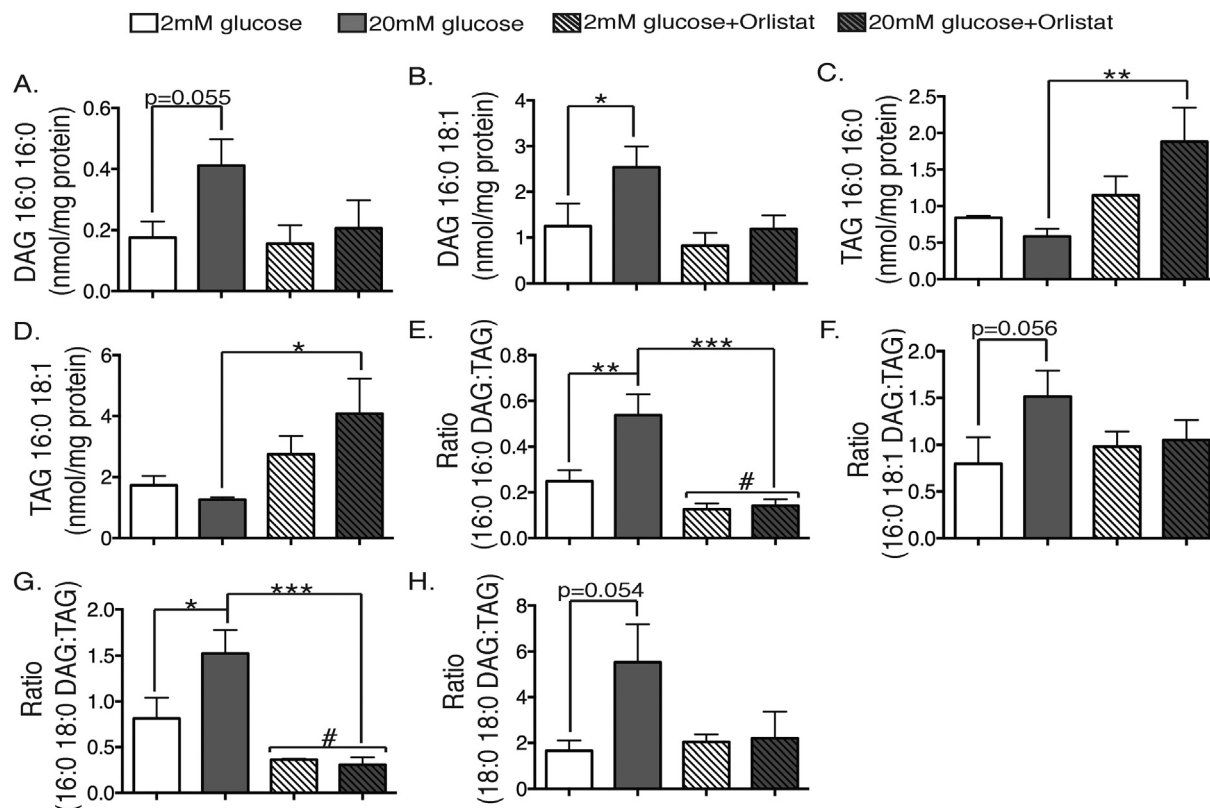 2mM glucose 20mM glucose 2mM glucose+Orlistat 20mM glucose+Orlistat
A.
p=0.055
DAG 16:0 16:0
(nmol/mg protein)
0.6
0.4
0.2
0.0
B.
*
DAG 16:0 18:1
(nmol/mg protein)
4
3
2
1
0
C.
**
TAG 16:0 16:0
(nmol/mg protein)
2.5
2.0
1.5
1.0
0.5
0.0
D.
*
TAG 16:0 18:1
(nmol/mg protein)
6
4
2
0
E.
** ***
#
Ratio
(16:0 16:0 DAG:TAG)
0.8
0.6
0.4
0.2
0.0
F.
p=0.056
Ratio
(16:0 18:1 DAG:TAG)
2.0
1.5
1.0
0.5
0.0
G.
* ***
#
Ratio
(16:0 18:0 DAG:TAG)
2.0
1.5
1.0
0.5
0.0
H.
p=0.054
Ratio
(18:0 18:0 DAG:TAG)
8
6
4
2
0